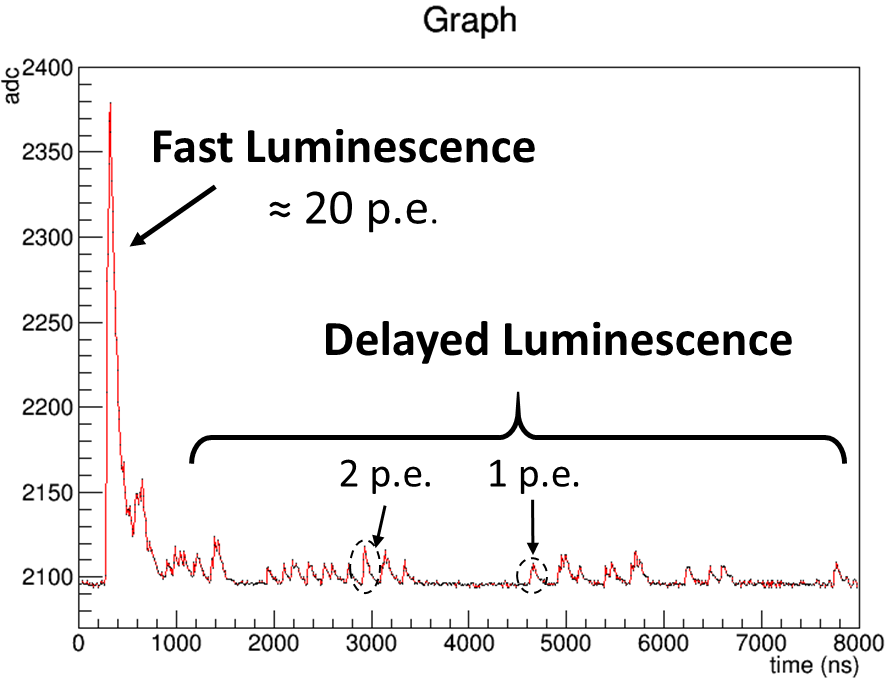 Graph
adc
2400
2350
2300
2250
2200
2150
2100
Fast Luminescence
≈ 20 p.e.
Delayed Luminescence
2 p.e. 1 p.e.
0 1000 2000 3000 4000 5000 6000 7000 8000
time (ns)